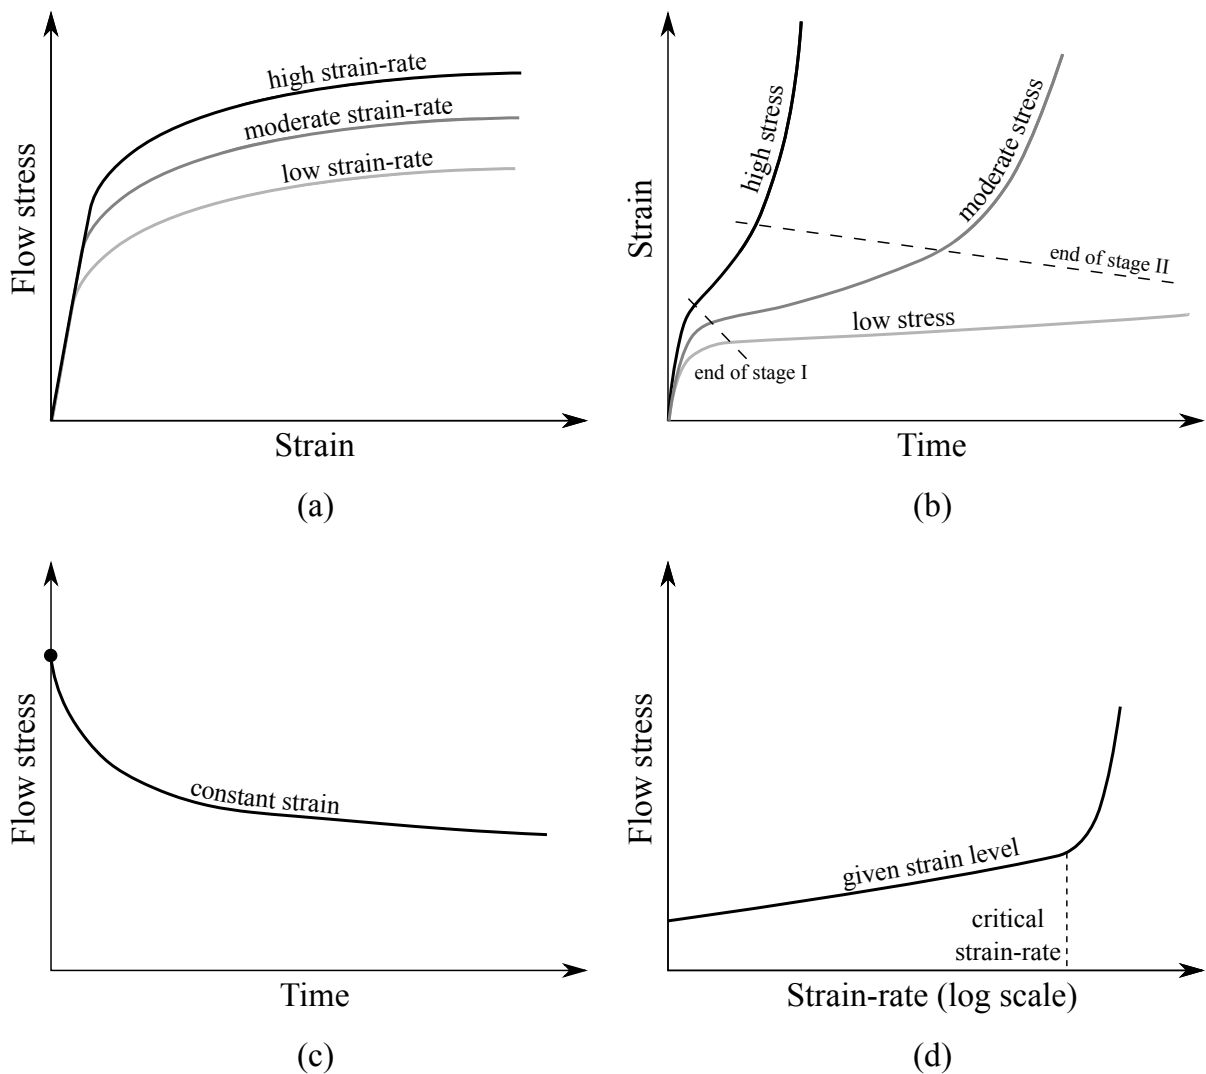 Flow stress
high strain-rate
moderate strain-rate
low strain-rate
Strain
(a)
Strain
high stress
moderate stress
end of stage II
low stress
end of stage I
Time
(b)
Flow stress
constant strain
Time
(c)
Flow stress
given strain level
critical
strain-rate
Strain-rate (log scale)
(d)